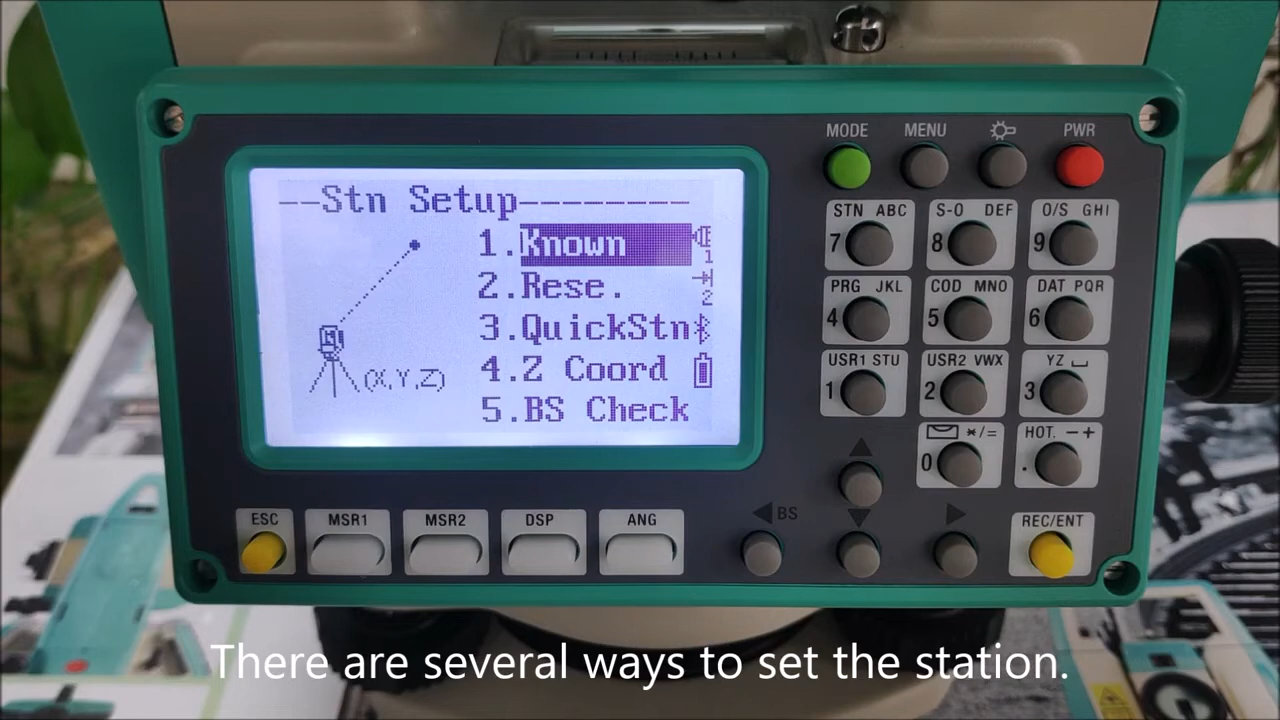 MODE MENU PWR
--Stn Setup--------
1.Known
2.Rese.
3.QuickStn
4.Z Coord
5.BS Check
(X,Y,Z)
1
2
STN ABC
7
S-O DEF
8
O/S GHI
9
PRG JKL
4
COD MNO
5
DAT PQR
6
USR1 STU
1
USR2 VWX
2
YZ ⌴
3
*/=
0
HOT. -+
.
BS
ESC MSR1 MSR2 DSP ANG
REC/ENT
There are several ways to set the station.